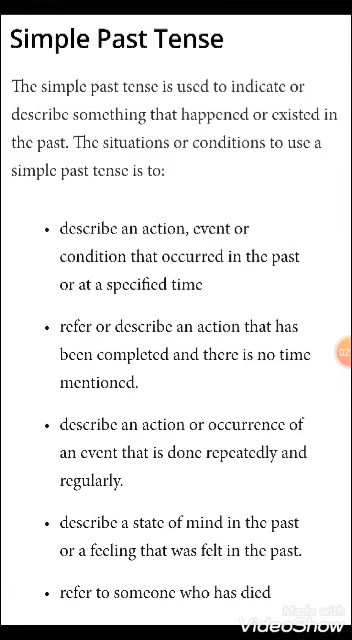 Simple Past Tense
The simple past tense is used to indicate or
describe something that happened or existed in
the past. The situations or conditions to use a
simple past tense is to:
• describe an action, event or
condition that occurred in the past
or at a specified time
• refer or describe an action that has
been completed and there is no time
mentioned.
• describe an action or occurrence of
an event that is done repeatedly and
regularly.
• describe a state of mind in the past
or a feeling that was felt in the past.
• refer to someone who has died
02
Made with
VideoShow